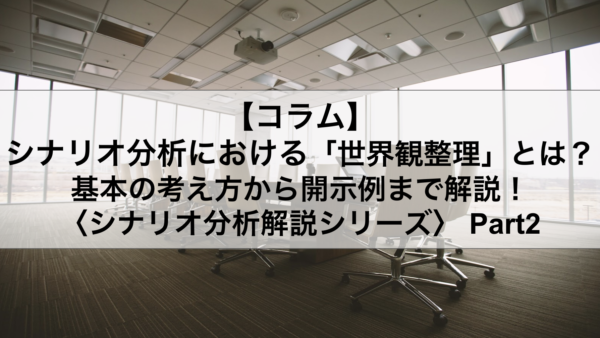 【コラム】
シナリオ分析における「世界観整理」とは？
基本の考え方から開示例まで解説！
〈シナリオ分析解説シリーズ〉 Part2